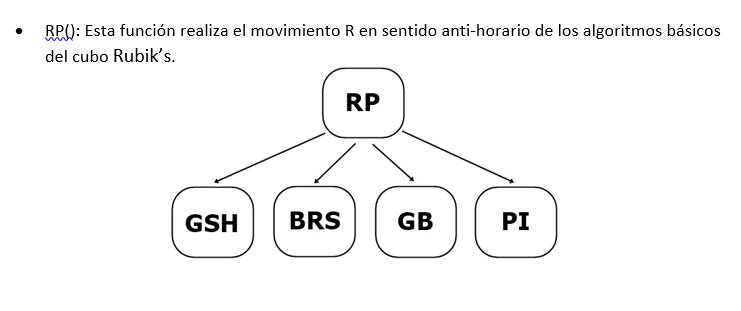 • RP(): Esta función realiza el movimiento R en sentido anti-horario de los algoritmos básicos
del cubo Rubik’s.
RP
GSH BRS GB PI